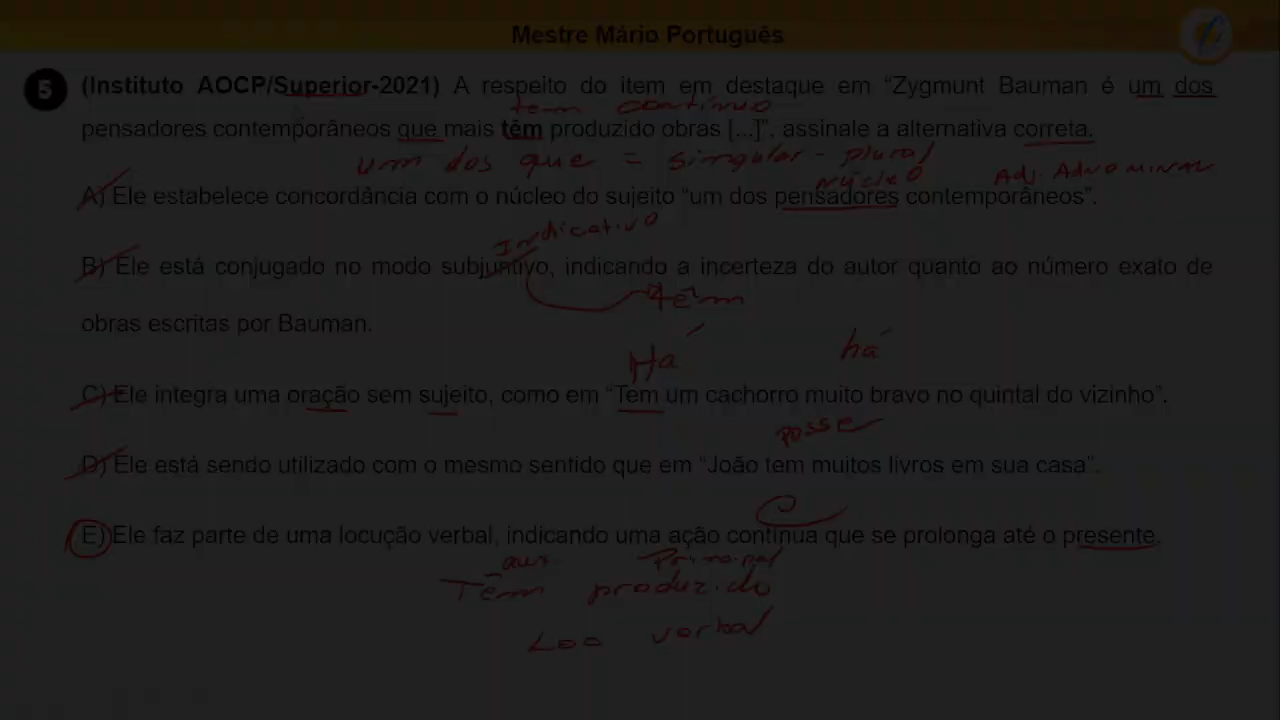 Mestre Mário Português
5 (Instituto AOCP/Superior-2021) A respeito do item em destaque em “Zygmunt Bauman é um dos
tem contínuo
pensadores contemporâneos que mais têm produzido obras [...]”, assinale a alternativa correta.
um dos que = singular - plural
núcleo Adj. Adnominal
A) Ele estabelece concordância com o núcleo do sujeito “um dos pensadores contemporâneos”.
Indicativo
B) Ele está conjugado no modo subjuntivo, indicando a incerteza do autor quanto ao número exato de
têm
obras escritas por Bauman.
Há há
C) Ele integra uma oração sem sujeito, como em “Tem um cachorro muito bravo no quintal do vizinho”.
posse
D) Ele está sendo utilizado com o mesmo sentido que em “João tem muitos livros em sua casa”.
E) Ele faz parte de uma locução verbal, indicando uma ação contínua que se prolonga até o presente.
aux Principal
Têm produzido
Loc verbal